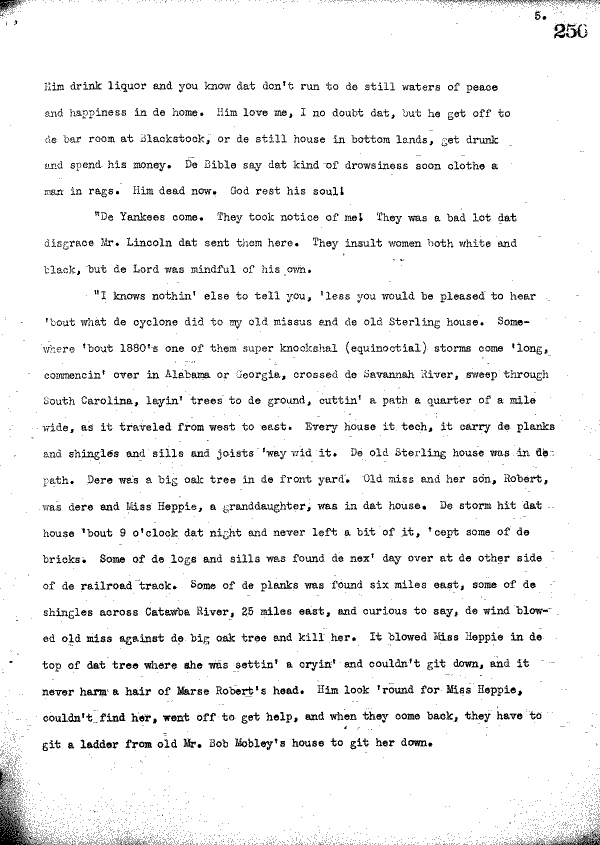 5.
256
Him drink liquor and you know dat don't run to de still waters of peace
and happiness in de home. Him love me, I no doubt dat, but he get off to
de bar room at Blackstock, or de still house in bottom lands, get drunk
and spend his money. De Bible say dat kind of drowsiness soon clothe a
man in rags. Him dead now. God rest his soul!
"De Yankees come. They took notice of me! They was a bad lot dat
disgrace Mr. Lincoln dat sent them here. They insult women both white and
black, but de Lord was mindful of his own.
"I knows nothin' else to tell you, 'less you would be pleased to hear
'bout what de cyclone did to my old missus and de old Sterling house. Some-
where 'bout 1880's one of them super knockshal (equinoctial) storms come 'long,
commencin' over in Alabama or Georgia, crossed de Savannah River, sweep through
South Carolina, layin' trees to de ground, cuttin' a path a quarter of a mile
wide, as it traveled from west to east. Every house it tech, it carry de planks
and shingles and sills and joists 'way wid it. De old Sterling house was in de
path. Dere was a big oak tree in de front yard. Old miss and her son, Robert,
was dere and Miss Heppie, a granddaughter, was in dat house. De storm hit dat
house 'bout 9 o'clock dat night and never left a bit of it, 'cept some of de
bricks. Some of de logs and sills was found de nex' day over at de other side
of de railroad track. Some of de planks was found six miles east, some of de
shingles across Catawba River, 25 miles east, and curious to say, de wind blow-
ed old miss against de big oak tree and kill her. It blowed Miss Heppie in de
top of dat tree where she was settin' a cryin' and couldn't git down, and it
never harm a hair of Marse Robert's head. Him look 'round for Miss Heppie,
couldn't find her, went off to get help, and when they come back, they have to
git a ladder from old Mr. Bob Mobley's house to git her down.